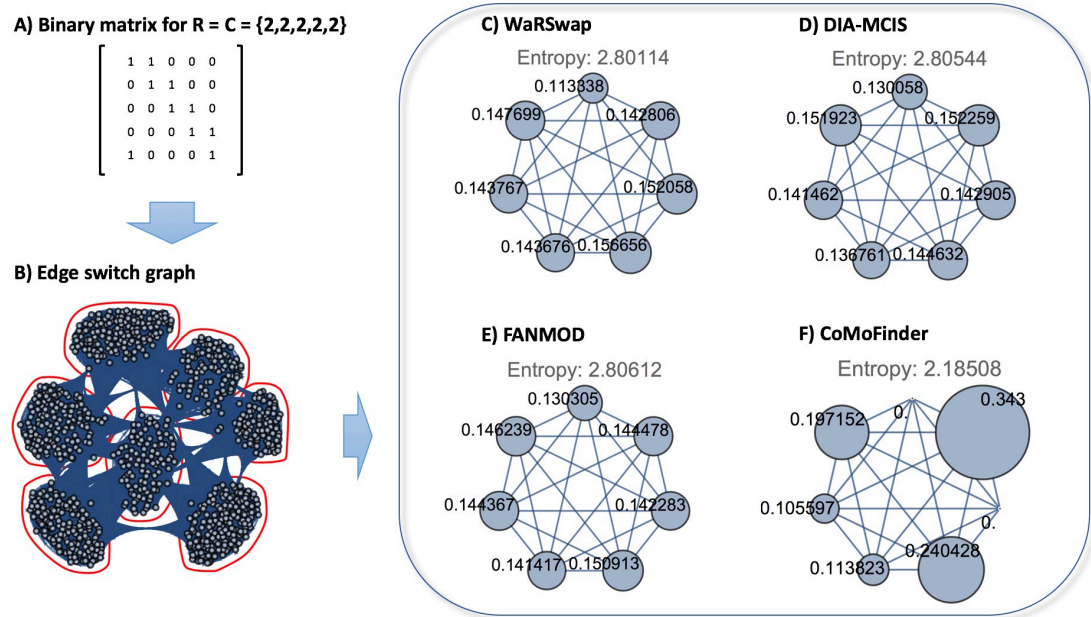 A) Binary matrix for R = C = {2,2,2,2,2}
1 1 0 0 0
0 1 1 0 0
0 0 1 1 0
0 0 0 1 1
1 0 0 0 1
B) Edge switch graph
C) WaRSwap
Entropy: 2.80114
0.113338
0.147699 0.142806
0.143767 0.152058
0.143676 0.156656
D) DIA-MCIS
Entropy: 2.80544
0.130058
0.151923 0.152259
0.141462 0.142905
0.136761 0.144632
E) FANMOD
Entropy: 2.80612
0.130305
0.146239 0.144478
0.144367 0.142283
0.141417 0.150913
F) CoMoFinder
Entropy: 2.18508
0.343
0.197152 0.
0.105597 0.
0.113823 0.240428